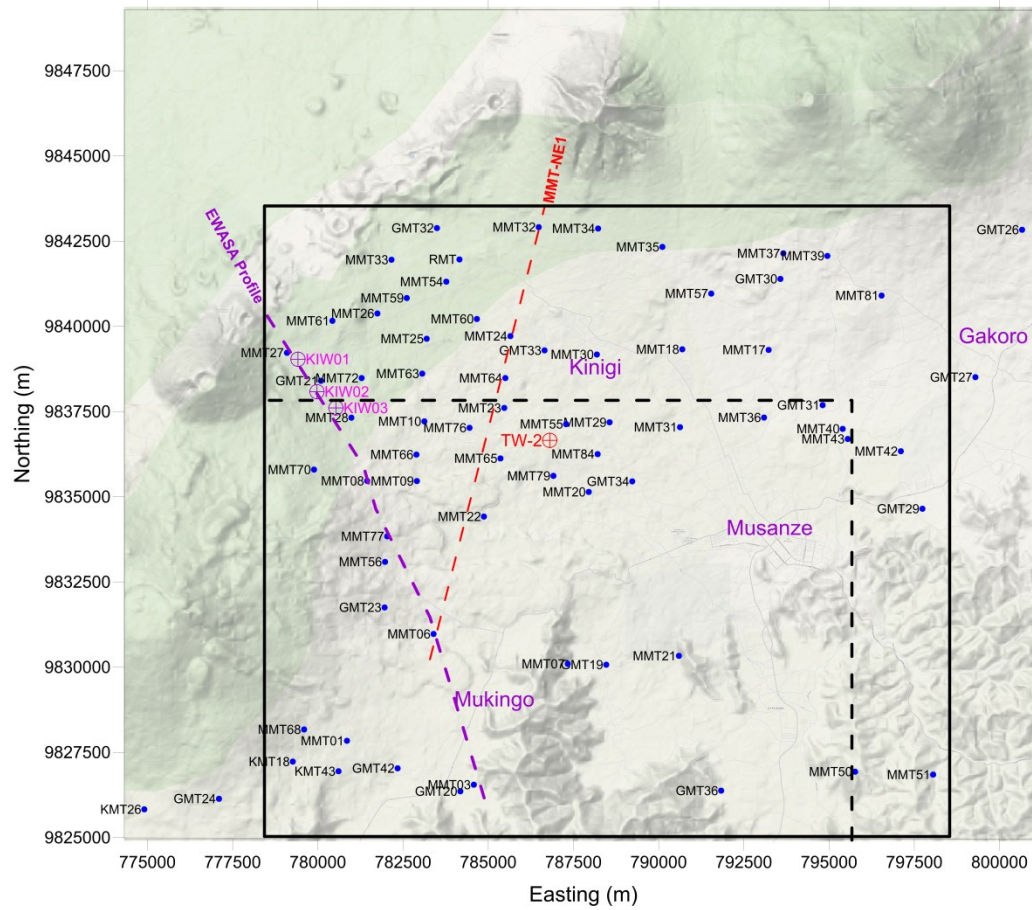 9847500
9845000
9842500
9840000
9837500
9835000
9832500
9830000
9827500
9825000
Northing (m)
775000
777500
780000
782500
785000
787500
790000
792500
795000
797500
800000
Easting (m)
MMT-NE1
EWASA Profile
GMT32
MMT32
MMT34
GMT26
MMT33
RMT
MMT35
MMT37
MMT39
MMT54
GMT30
MMT59
MMT57
MMT81
MMT26
MMT61
MMT60
MMT25
MMT24
Gakoro
MMT27
KIW01
GMT33
MMT30
MMT18
MMT17
Kinigi
GMT21
MMT72
MMT63
MMT64
GMT27
KIW02
KIW03
MMT23
GMT31
MMT28
MMT10
MMT76
MMT55
MMT29
MMT31
MMT36
MMT40
TW-2
MMT43
MMT66
MMT65
MMT84
MMT42
MMT70
MMT08
MMT09
MMT79
MMT20
GMT34
MMT22
GMT29
Musanze
MMT77
MMT56
GMT23
MMT06
MMT07
GMT19
MMT21
Mukingo
MMT68
MMT01
KMT18
KMT43
GMT42
MMT03
GMT20
MMT50
MMT51
GMT36
GMT24
KMT26